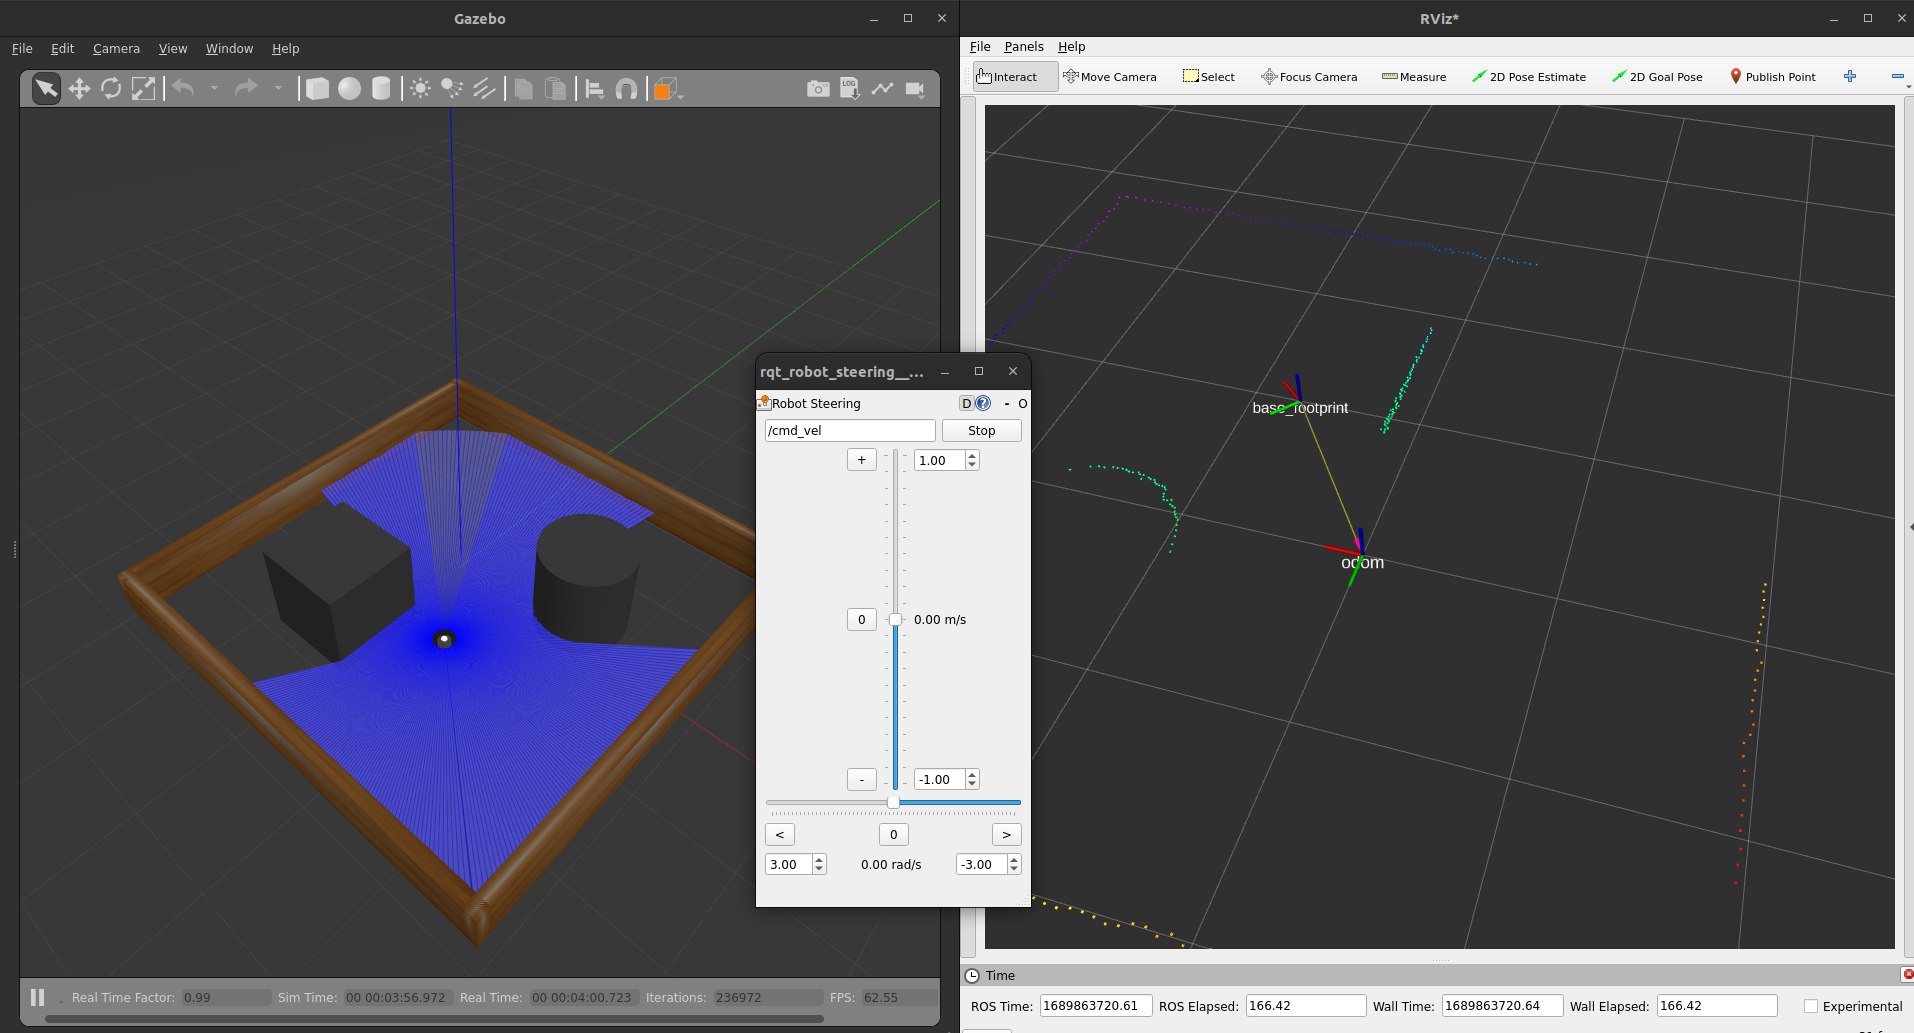 Gazebo
File Edit Camera View Window Help
LOG
Real Time Factor: 0.99 Sim Time: 00 00:03:56.972 Real Time: 00 00:04:00.723 Iterations: 236972 FPS: 62.55
rqt_robot_steering__...
Robot Steering D ? - O
/cmd_vel Stop
+ 1.00
0 0.00 m/s
- -1.00
< 0 >
3.00 0.00 rad/s -3.00
RViz*
File Panels Help
Interact Move Camera Select Focus Camera Measure 2D Pose Estimate 2D Goal Pose Publish Point
base_footprint
odom
Time
ROS Time: 1689863720.61 ROS Elapsed: 166.42 Wall Time: 1689863720.64 Wall Elapsed: 166.42 Experimental